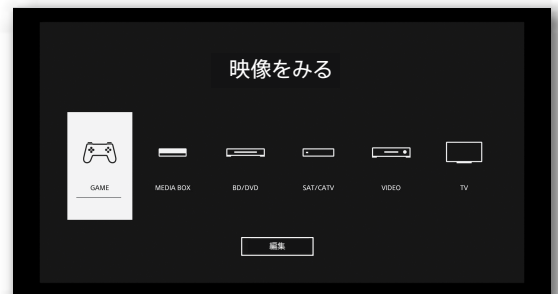 映像をみる
GAME
MEDIA BOX
BD/DVD
SAT/CATV
VIDEO
TV
編集